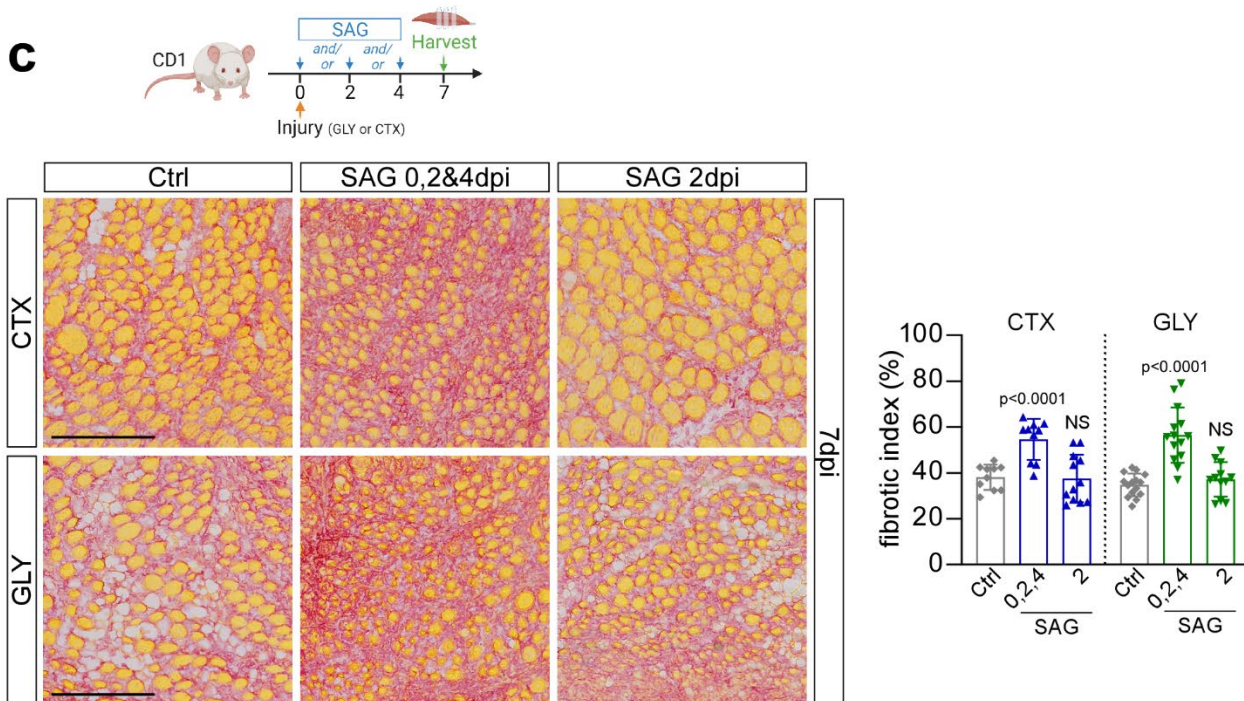 c
SAG
and/or and/or
Harvest
CD1
0 2 4 7
Injury (GLY or CTX)
Ctrl SAG 0,2&4dpi SAG 2dpi
CTX
GLY
7dpi
CTX GLY
fibrotic index (%)
100
80
60
40
20
0
p<0.0001 NS p<0.0001 NS
Ctrl 0,2,4 2 Ctrl 0,2,4 2
SAG SAG